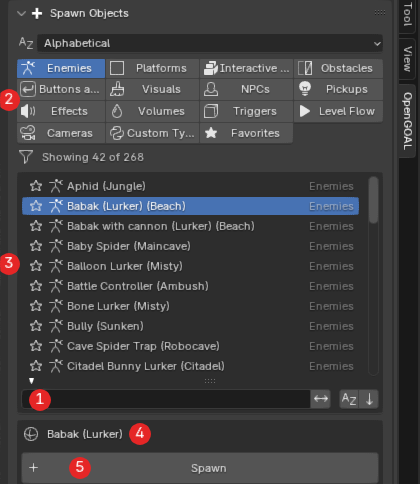 Spawn Objects
Alphabetical
Enemies Platforms Interactive ... Obstacles
Buttons a... Visuals NPCs Pickups
2
Effects Volumes Triggers Level Flow
Cameras Custom Ty... Favorites
Showing 42 of 268
Aphid (Jungle) Enemies
Babak (Lurker) (Beach) Enemies
Babak with cannon (Lurker) (Beach) Enemies
Baby Spider (Maincave) Enemies
3
Balloon Lurker (Misty) Enemies
Battle Controller (Ambush) Enemies
Bone Lurker (Misty) Enemies
Bully (Sunken) Enemies
Cave Spider Trap (Robocave) Enemies
Citadel Bunny Lurker (Citadel) Enemies
1 AZ
Babak (Lurker) 4
5 Spawn
Tool
View
OpenGOAL